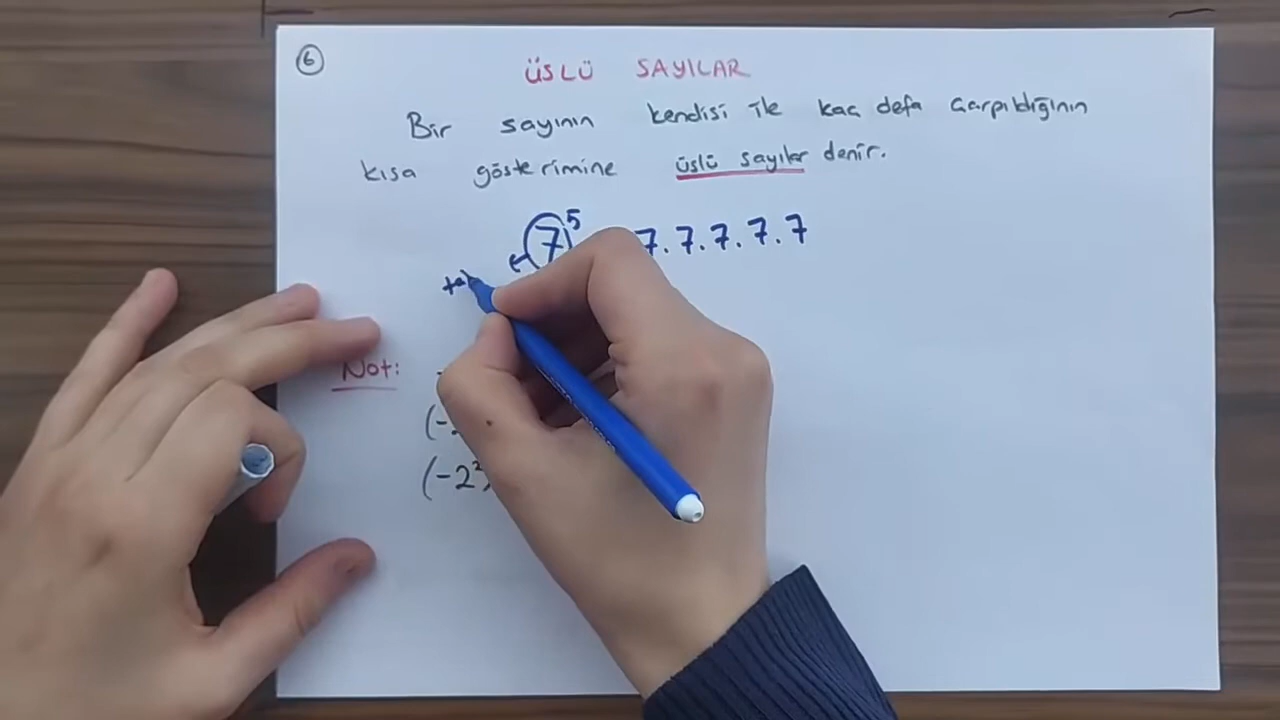 6
ÜSLÜ SAYILAR
Bir sayının kendisi ile kaç defa çarpıldığının
kısa gösterimine üslü sayılar denir.
7⁵ 7.7.7.7.7
Not:
(-2²)